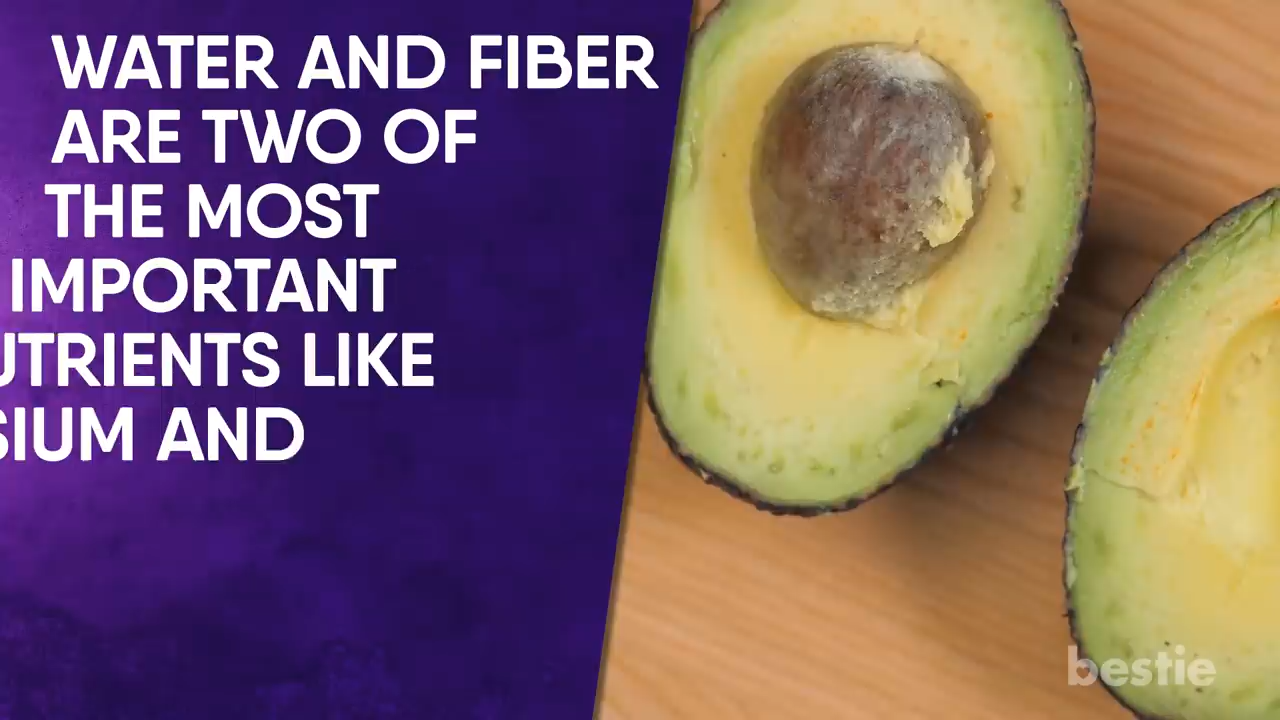 WATER AND FIBER
ARE TWO OF
THE MOST
IMPORTANT
UTRIENTS LIKE
SIUM AND
bestie